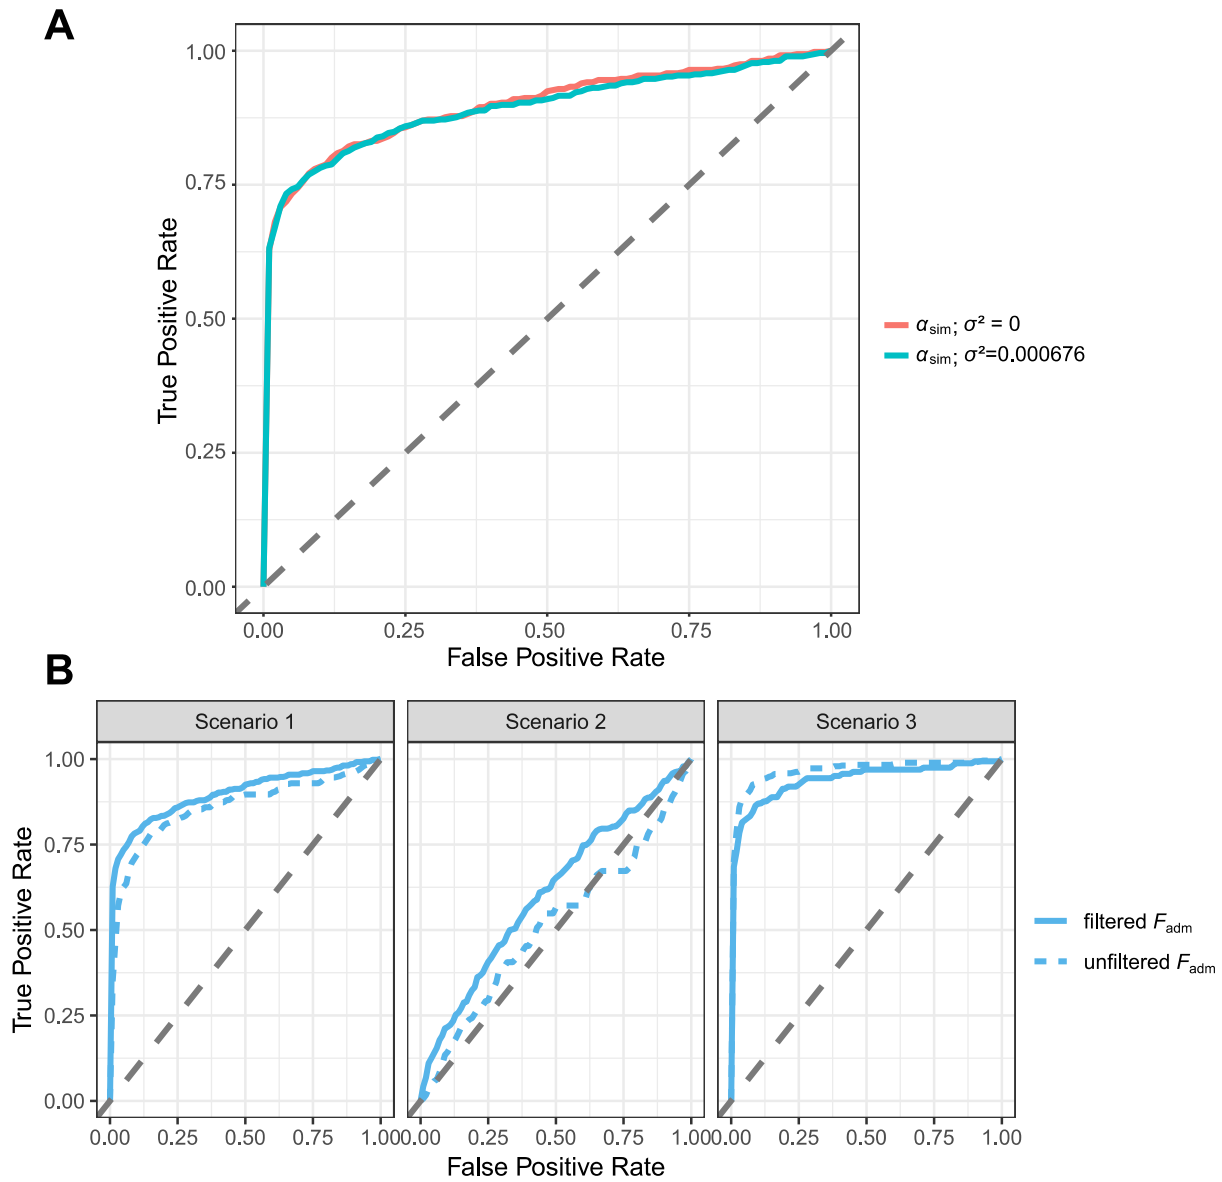 A
1.00
0.75
0.50
0.25
0.00
True Positive Rate
0.00 0.25 0.50 0.75 1.00
False Positive Rate
αsim; σ² = 0
αsim; σ²=0.000676
B
Scenario 1 Scenario 2 Scenario 3
1.00
0.75
0.50
0.25
0.00
True Positive Rate
0.00 0.25 0.50 0.75 1.00 0.00 0.25 0.50 0.75 1.00 0.00 0.25 0.50 0.75 1.00
False Positive Rate
filtered Fadm
unfiltered Fadm